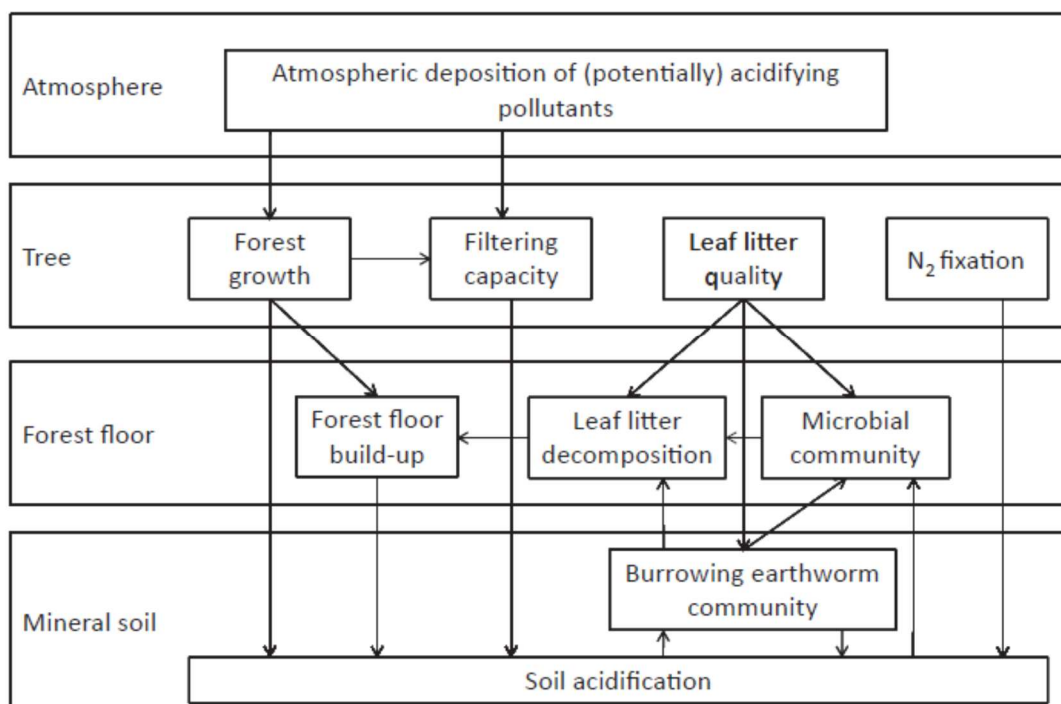 Atmosphere
Atmospheric deposition of (potentially) acidifying
pollutants
Tree
Forest
growth
Filtering
capacity
Leaf litter
quality
N₂ fixation
Forest floor
Forest floor
build-up
Leaf litter
decomposition
Microbial
community
Mineral soil
Burrowing earthworm
community
Soil acidification